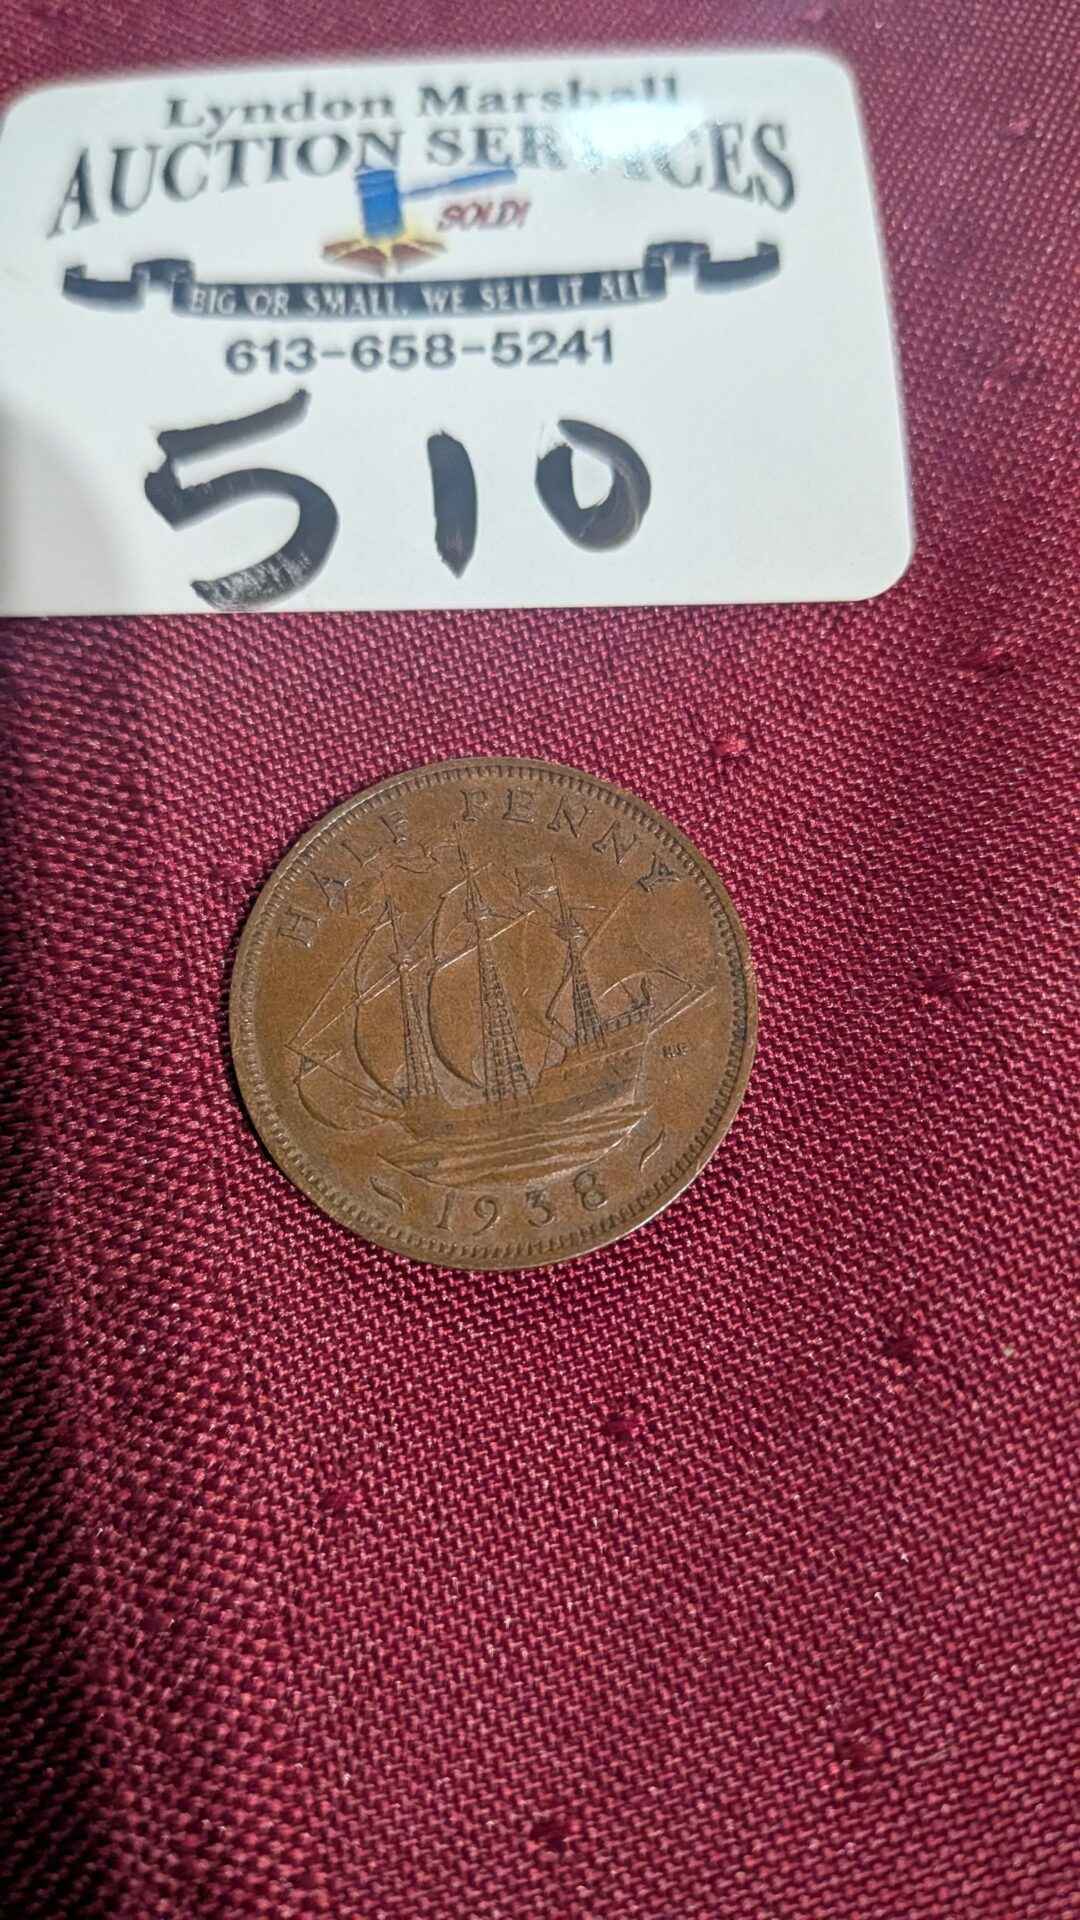 Lyndon Marshall
AUCTION SERVICES
SOLD!
BIG OR SMALL, WE SELL IT ALL
613-658-5241
510
HALF PENNY
HP
1938